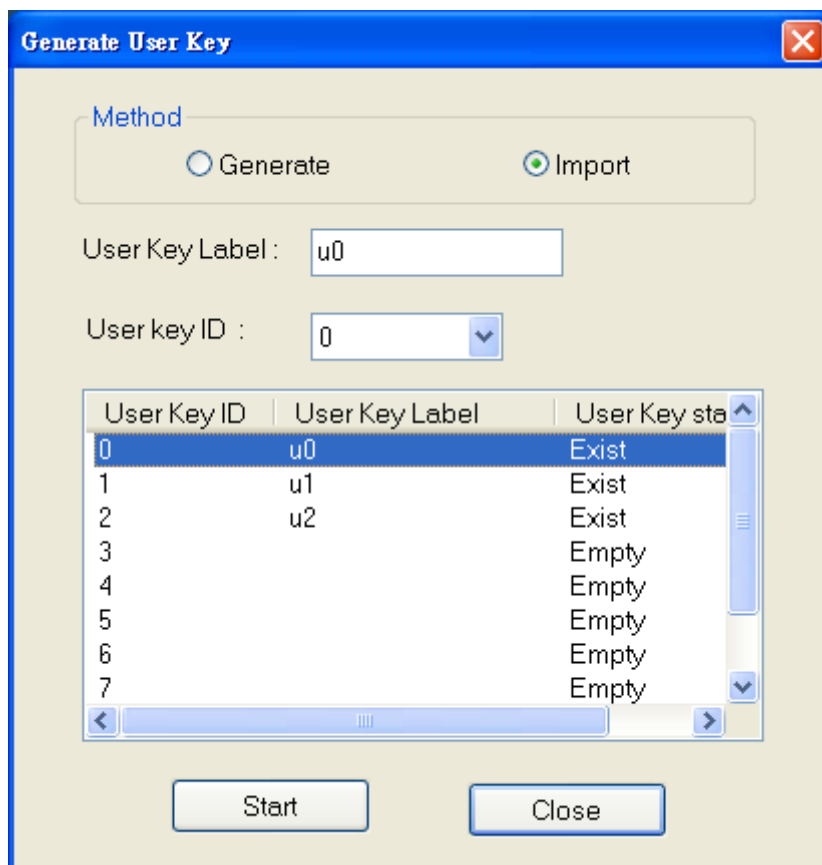 Generate User Key
Method
Generate Import
User Key Label : u0
User key ID : 0
User Key ID User Key Label User Key sta
0 u0 Exist
1 u1 Exist
2 u2 Exist
3 Empty
4 Empty
5 Empty
6 Empty
7 Empty
Start Close